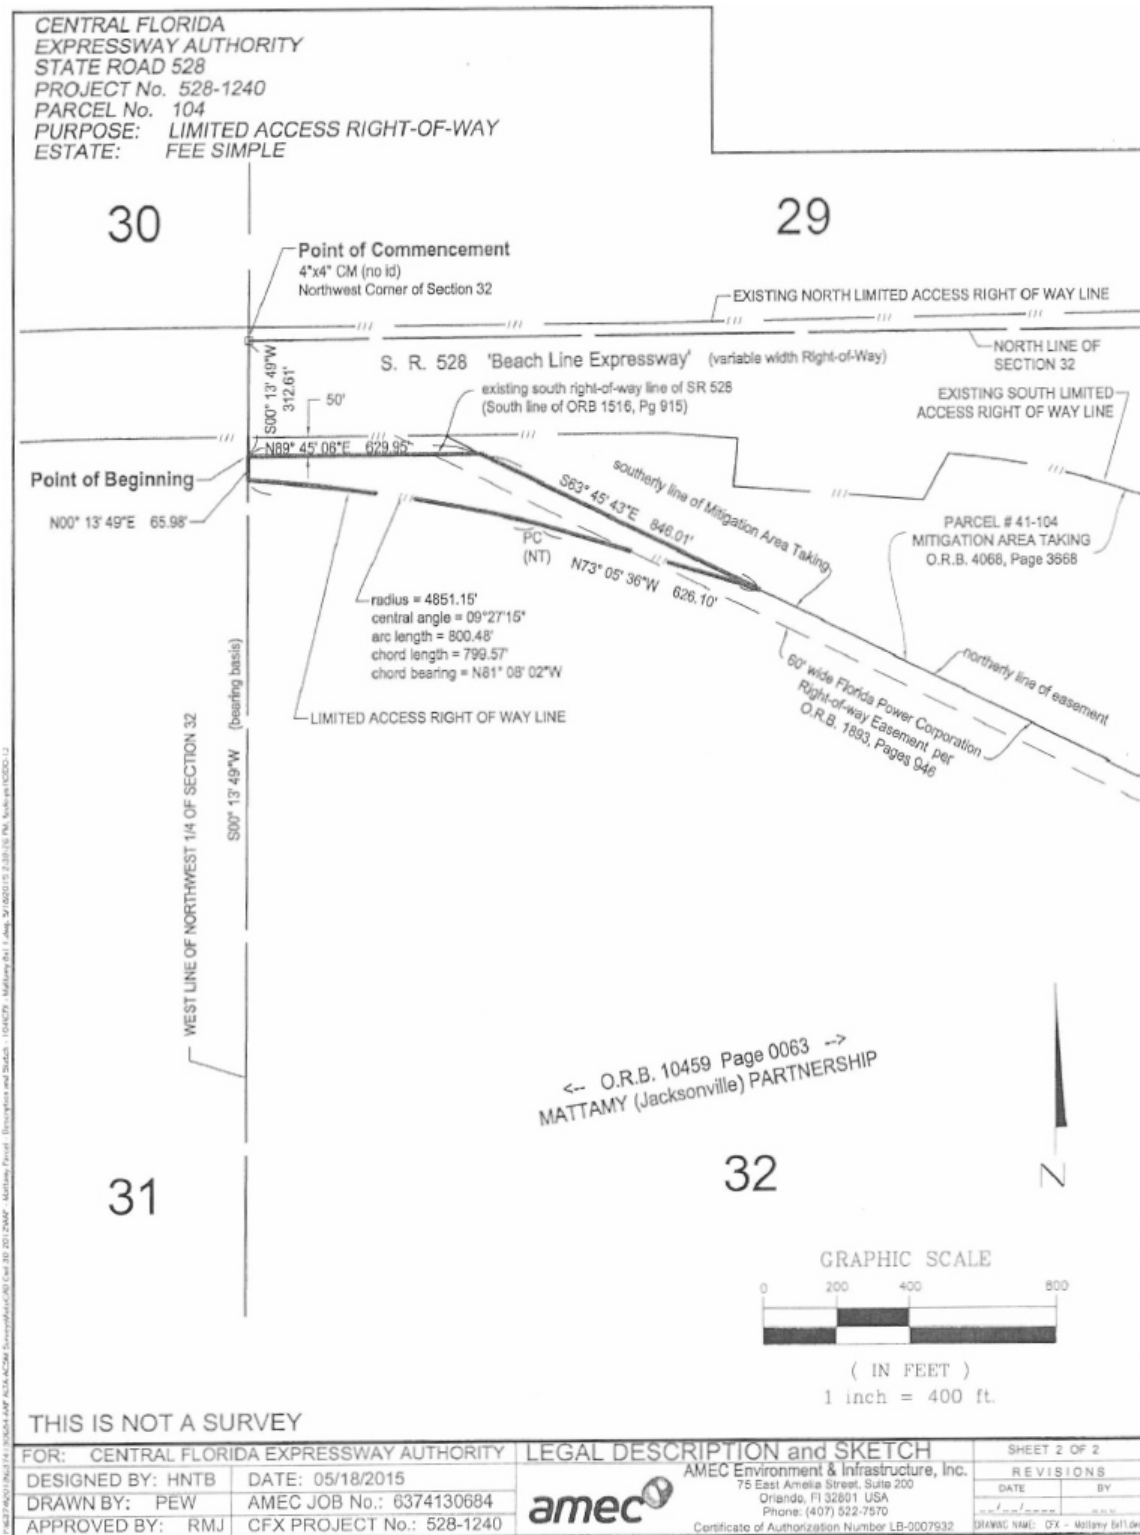 CENTRAL FLORIDA
EXPRESSWAY AUTHORITY
STATE ROAD 528
PROJECT No. 528-1240
PARCEL No. 104
PURPOSE: LIMITED ACCESS RIGHT-OF-WAY
ESTATE: FEE SIMPLE
30
29
Point of Commencement
4"x4" CM (no id)
Northwest Corner of Section 32
EXISTING NORTH LIMITED ACCESS RIGHT OF WAY LINE
NORTH LINE OF
SECTION 32
S. R. 528 'Beach Line Expressway' (variable width Right-of-Way)
S00° 13' 49"W
312.61'
existing south right-of-way line of SR 528
(South line of ORB 1516, Pg 915)
EXISTING SOUTH LIMITED
ACCESS RIGHT OF WAY LINE
50'
N89° 45' 06"E 629.95'
Point of Beginning
N00° 13' 49"E 65.98'
S63° 45' 43"E 846.01'
southerly line of Mitigation Area Taking
PARCEL # 41-104
MITIGATION AREA TAKING
O.R.B. 4068, Page 3668
PC
(NT)
N73° 05' 36"W 626.10'
radius = 4851.15'
central angle = 09°27'15"
arc length = 800.48'
chord length = 799.57'
chord bearing = N81° 08' 02"W
LIMITED ACCESS RIGHT OF WAY LINE
northerly line of easement
60' wide Florida Power Corporation
Right-of-way Easement per
O.R.B. 1893, Pages 946
S00° 13' 49"W (bearing basis)
WEST LINE OF NORTHWEST 1/4 OF SECTION 32
<-- O.R.B. 10459 Page 0063 -->
MATTAMY (Jacksonville) PARTNERSHIP
31
32
N
GRAPHIC SCALE
0 200 400 800
( IN FEET )
1 inch = 400 ft.
THIS IS NOT A SURVEY
FOR: CENTRAL FLORIDA EXPRESSWAY AUTHORITY
DESIGNED BY: HNTB DATE: 05/18/2015
DRAWN BY: PEW AMEC JOB No.: 6374130684
APPROVED BY: RMJ CFX PROJECT No.: 528-1240
LEGAL DESCRIPTION and SKETCH
amec
AMEC Environment & Infrastructure, Inc.
75 East Amelia Street, Suite 200
Orlando, Fl 32801 USA
Phone: (407) 522-7570
Certificate of Authorization Number LB-0007932
SHEET 2 OF 2
REVISIONS
DATE BY
DRAWING NAME: CFX - Mattamy